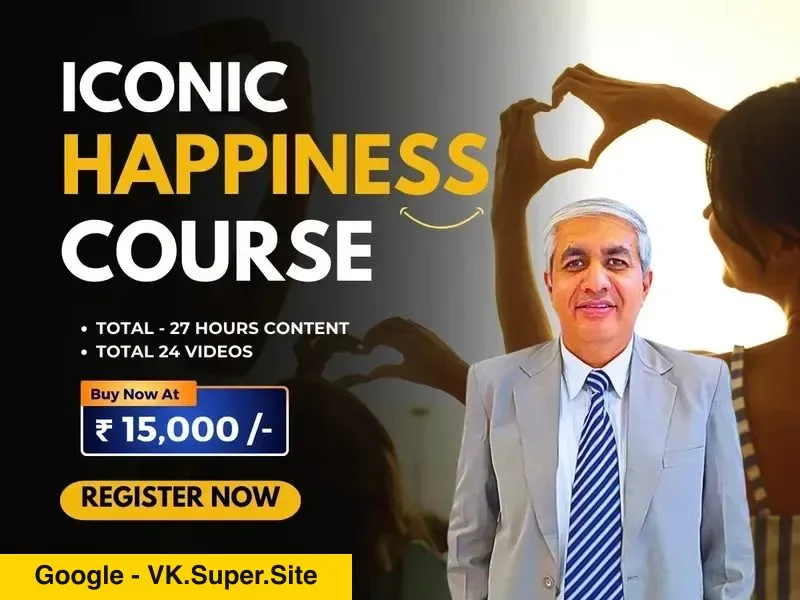 ICONIC
HAPPINESS
COURSE
• TOTAL - 27 HOURS CONTENT
• TOTAL 24 VIDEOS
Buy Now At
₹ 15,000 /-
REGISTER NOW
Google - VK.Super.Site